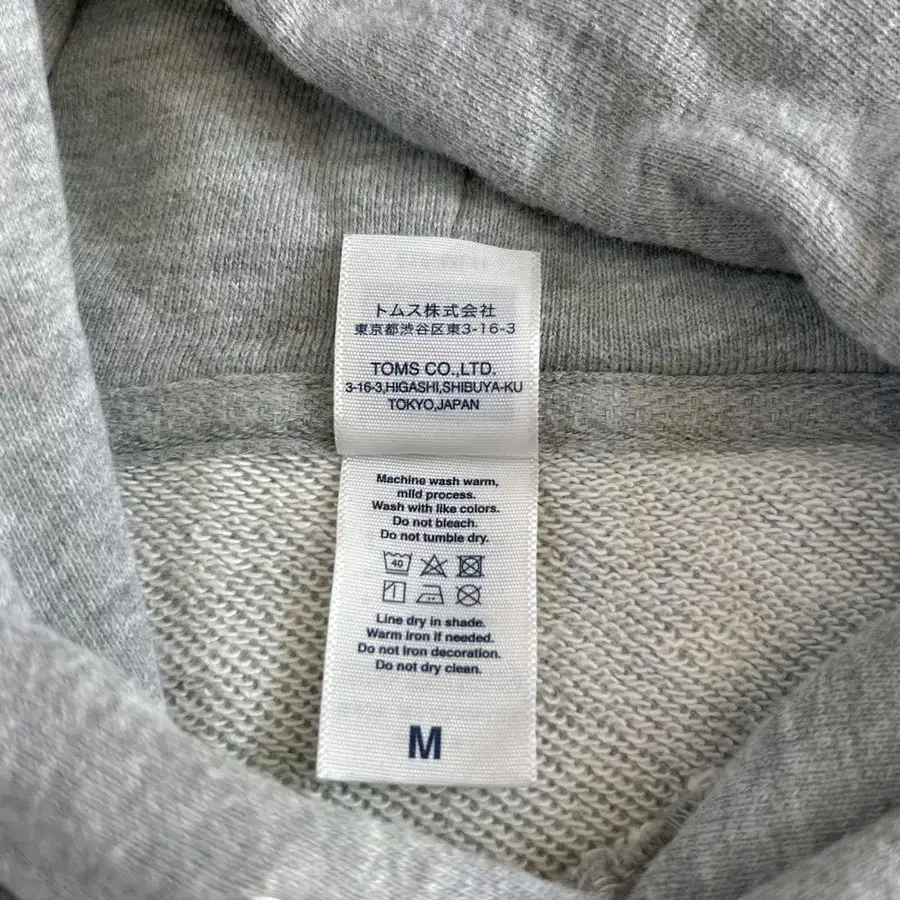 トムス株式会社
東京都渋谷区東3-16-3
TOMS CO.,LTD.
3-16-3,HIGASHI,SHIBUYA-KU
TOKYO,JAPAN
Machine wash warm,
mild process.
Wash with like colors.
Do not bleach.
Do not tumble dry.
40
Line dry in shade.
Warm iron if needed.
Do not iron decoration.
Do not dry clean.
M